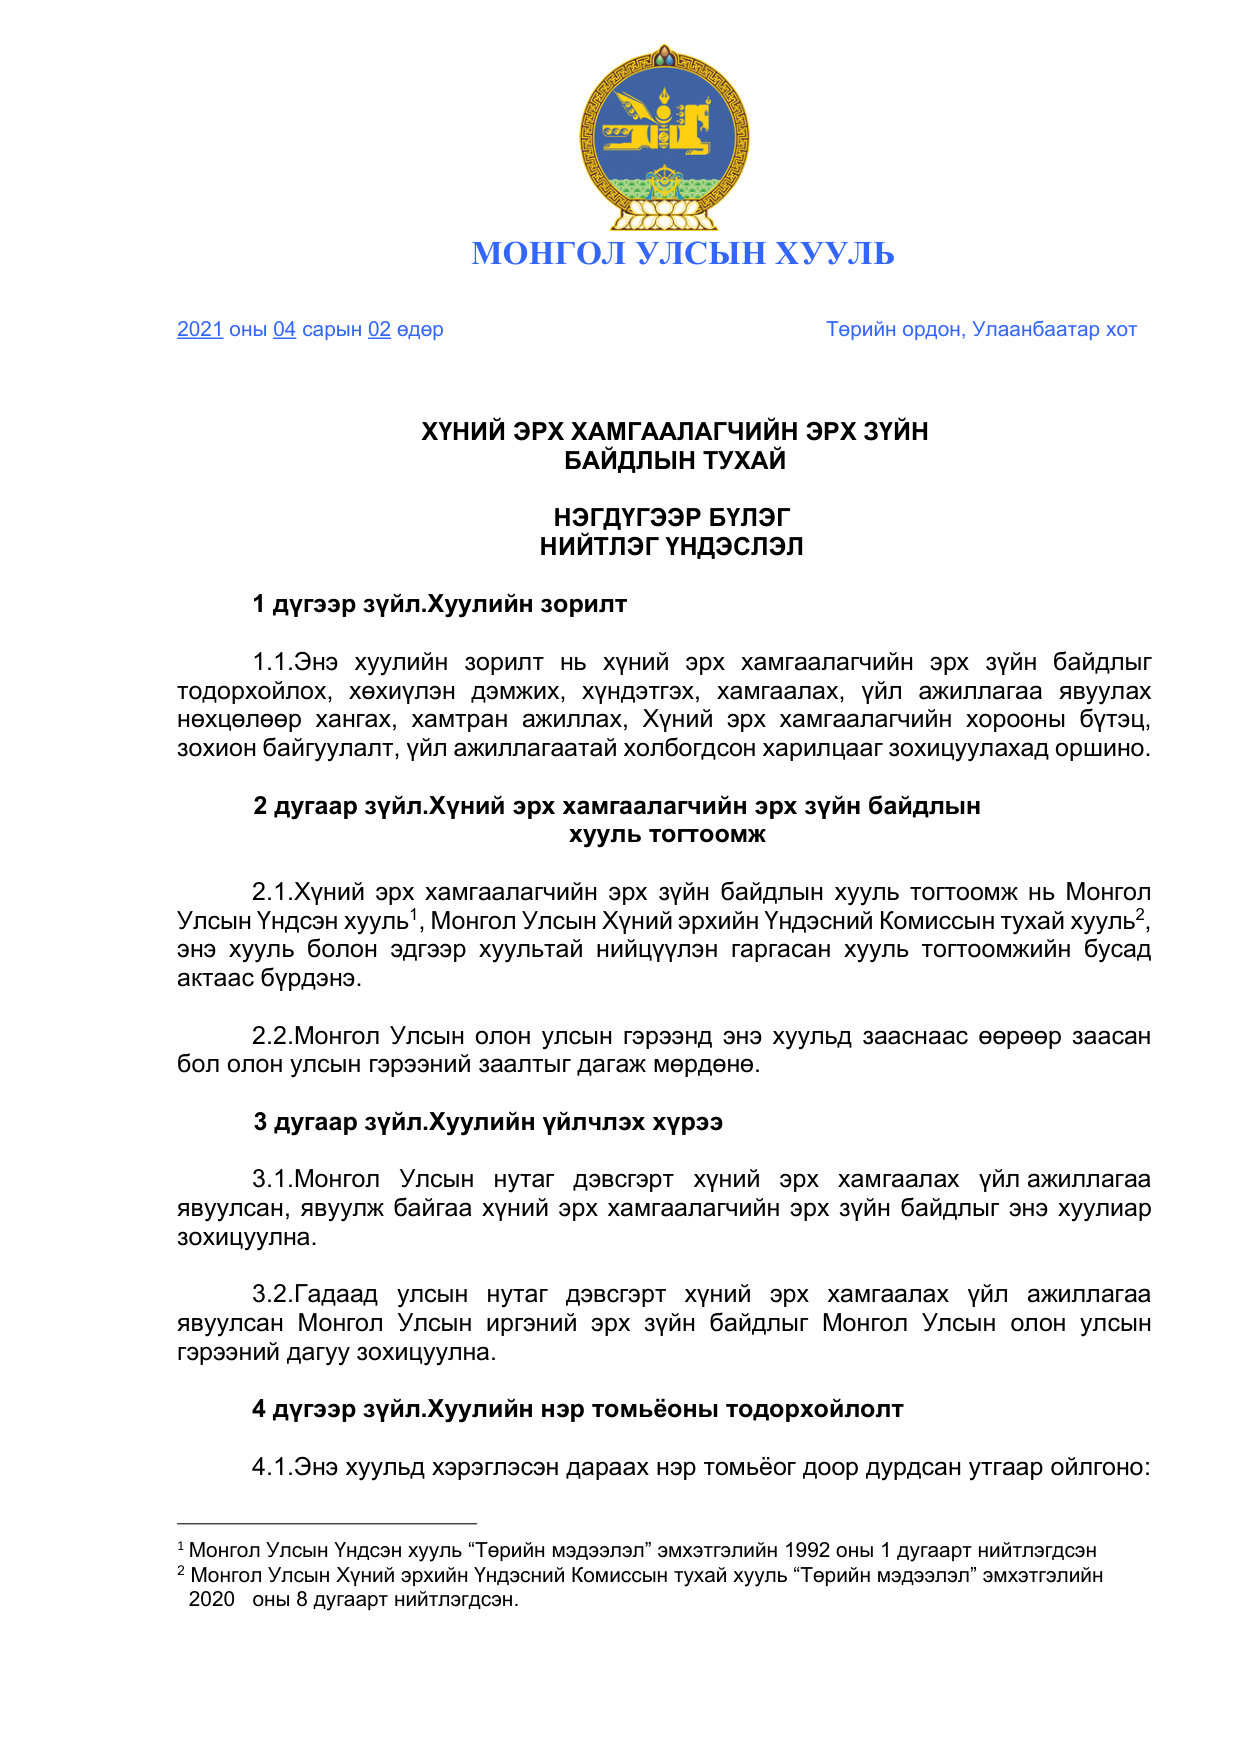 МОНГОЛ УЛСЫН ХУУЛЬ
2021 оны 04 сарын 02 өдөр Төрийн ордон, Улаанбаатар хот
ХҮНИЙ ЭРХ ХАМГААЛАГЧИЙН ЭРХ ЗҮЙН
БАЙДЛЫН ТУХАЙ
НЭГДҮГЭЭР БҮЛЭГ
НИЙТЛЭГ ҮНДЭСЛЭЛ
1 дүгээр зүйл.Хуулийн зорилт
1.1.Энэ хуулийн зорилт нь хүний эрх хамгаалагчийн эрх зүйн байдлыг
тодорхойлох, хөхиүлэн дэмжих, хүндэтгэх, хамгаалах, үйл ажиллагаа явуулах
нөхцөлөөр хангах, хамтран ажиллах, Хүний эрх хамгаалагчийн хорооны бүтэц,
зохион байгуулалт, үйл ажиллагаатай холбогдсон харилцааг зохицуулахад оршино.
2 дугаар зүйл.Хүний эрх хамгаалагчийн эрх зүйн байдлын
хууль тогтоомж
2.1.Хүний эрх хамгаалагчийн эрх зүйн байдлын хууль тогтоомж нь Монгол
Улсын Үндсэн хууль1, Монгол Улсын Хүний эрхийн Үндэсний Комиссын тухай хууль2,
энэ хууль болон эдгээр хуультай нийцүүлэн гаргасан хууль тогтоомжийн бусад
актаас бүрдэнэ.
2.2.Монгол Улсын олон улсын гэрээнд энэ хуульд зааснаас өөрөөр заасан
бол олон улсын гэрээний заалтыг дагаж мөрдөнө.
3 дугаар зүйл.Хуулийн үйлчлэх хүрээ
3.1.Монгол Улсын нутаг дэвсгэрт хүний эрх хамгаалах үйл ажиллагаа
явуулсан, явуулж байгаа хүний эрх хамгаалагчийн эрх зүйн байдлыг энэ хуулиар
зохицуулна.
3.2.Гадаад улсын нутаг дэвсгэрт хүний эрх хамгаалах үйл ажиллагаа
явуулсан Монгол Улсын иргэний эрх зүйн байдлыг Монгол Улсын олон улсын
гэрээний дагуу зохицуулна.
4 дүгээр зүйл.Хуулийн нэр томьёоны тодорхойлолт
4.1.Энэ хуульд хэрэглэсэн дараах нэр томьёог доор дурдсан утгаар ойлгоно:
1 Монгол Улсын Үндсэн хууль “Төрийн мэдээлэл” эмхэтгэлийн 1992 оны 1 дугаарт нийтлэгдсэн
2 Монгол Улсын Хүний эрхийн Үндэсний Комиссын тухай хууль “Төрийн мэдээлэл” эмхэтгэлийн
2020 оны 8 дугаарт нийтлэгдсэн.